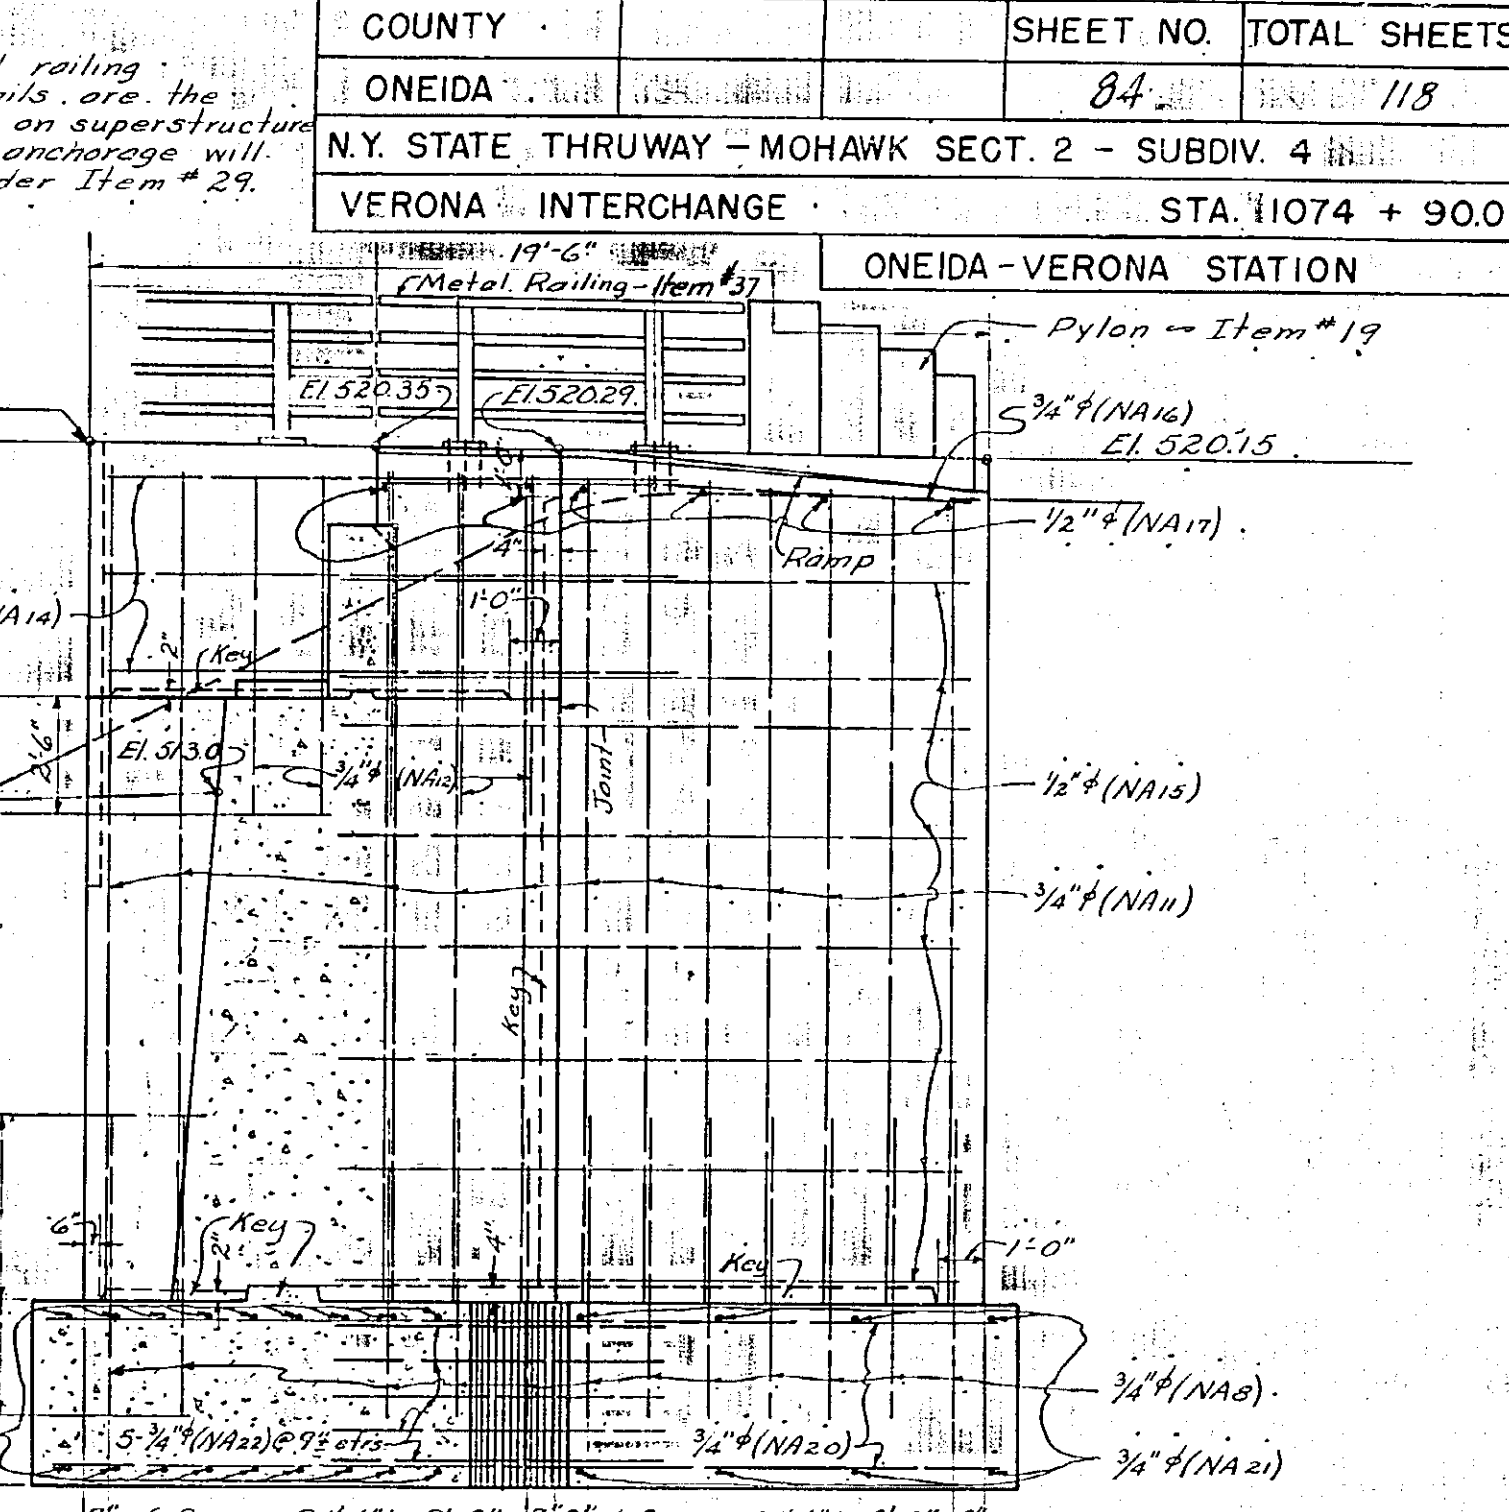 COUNTY SHEET NO. TOTAL SHEETS
ONEIDA 84 118
N.Y. STATE THRUWAY - MOHAWK SECT. 2 - SUBDIV. 4
VERONA INTERCHANGE STA. 1074 + 90.0
ONEIDA-VERONA STATION
railing
are the
on superstructure
anchorage will
Item #29.
19'-6"
Metal Railing-Item #37
Pylon - Item #19
El. 520.35
El. 520.29
3/4"φ(NA16)
El. 520.15
1/2"φ(NA17)
4"
Ramp
1'-0"
A14)
2"
Key
2'-6"
El. 513.0
3/4"φ (NA12)
Joint
1/2"φ(NA15)
3/4"φ(NA11)
Key
6"
Key
2"
4"
Key
1'-0"
3/4"φ(NA8)
5-3/4"φ(NA22)@9"± ctrs
3/4"φ(NA20)
3/4"φ(NA21)